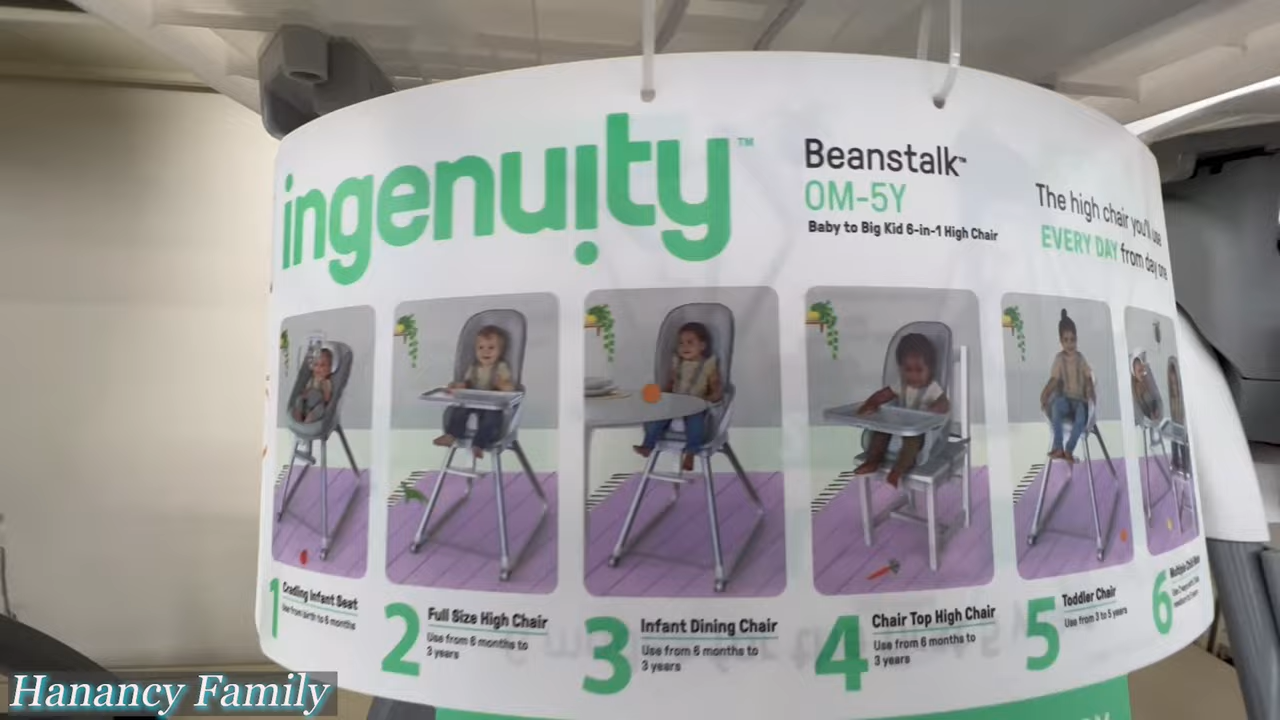 ingenuity™
Beanstalk™
0M-5Y
Baby to Big Kid 6-in-1 High Chair
The high chair you'll use
EVERY DAY from day one
1 Cradling Infant Seat
Use from birth to 6 months
2 Full Size High Chair
Use from 6 months to
3 years
3 Infant Dining Chair
Use from 6 months to
3 years
4 Chair Top High Chair
Use from 6 months to
3 years
5 Toddler Chair
Use from 3 to 5 years
6
Hanancy Family